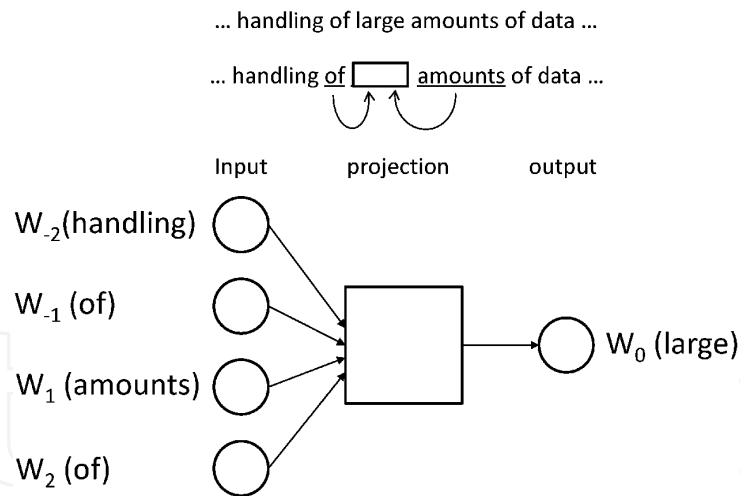 ... handling of large amounts of data ...
... handling of amounts of data ...
Input projection output
W-2(handling)
W-1 (of)
W0 (large)
W1 (amounts)
W2 (of)